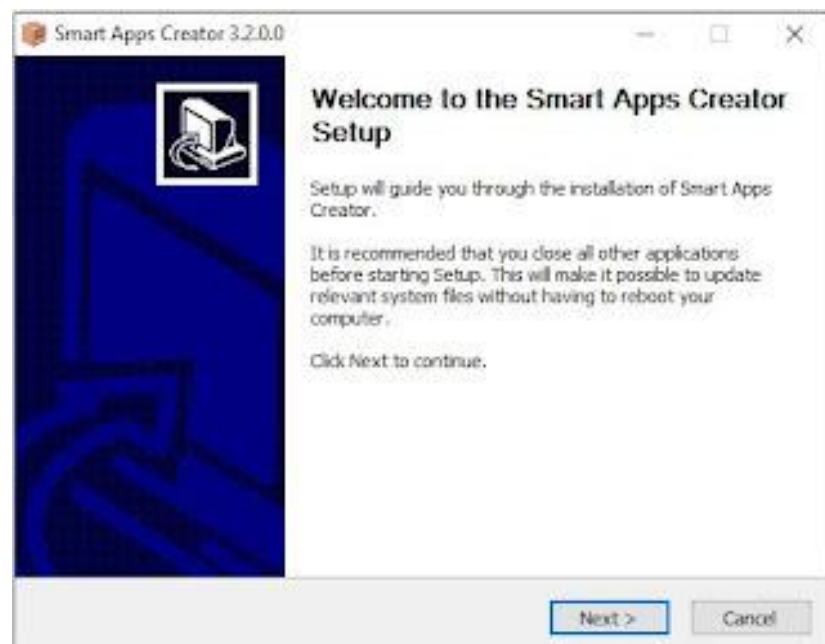 Smart Apps Creator 3.2.0.0
Welcome to the Smart Apps Creator
Setup
Setup will guide you through the installation of Smart Apps
Creator.
It is recommended that you close all other applications
before starting Setup. This will make it possible to update
relevant system files without having to reboot your
computer.
Click Next to continue.
Next >
Cancel